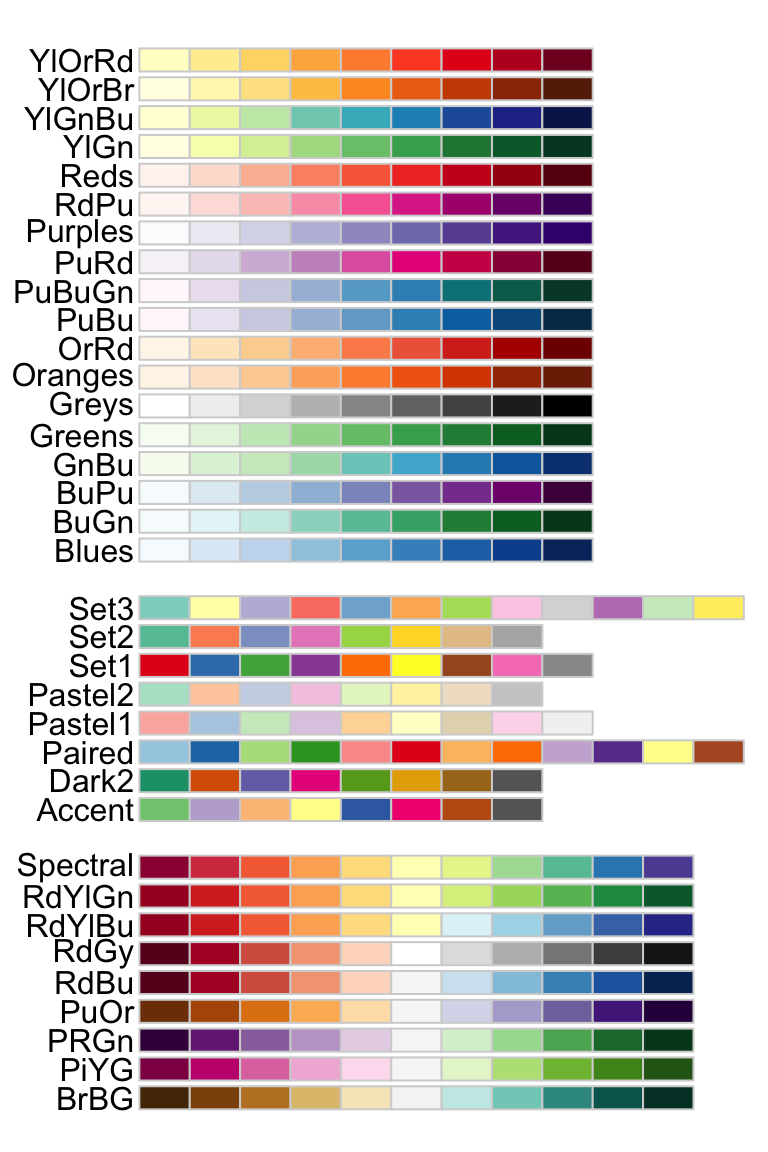 YlOrRd
YlOrBr
YlGnBu
YlGn
Reds
RdPu
Purples
PuRd
PuBuGn
PuBu
OrRd
Oranges
Greys
Greens
GnBu
BuPu
BuGn
Blues
Set3
Set2
Set1
Pastel2
Pastel1
Paired
Dark2
Accent
Spectral
RdYlGn
RdYlBu
RdGy
RdBu
PuOr
PRGn
PiYG
BrBG